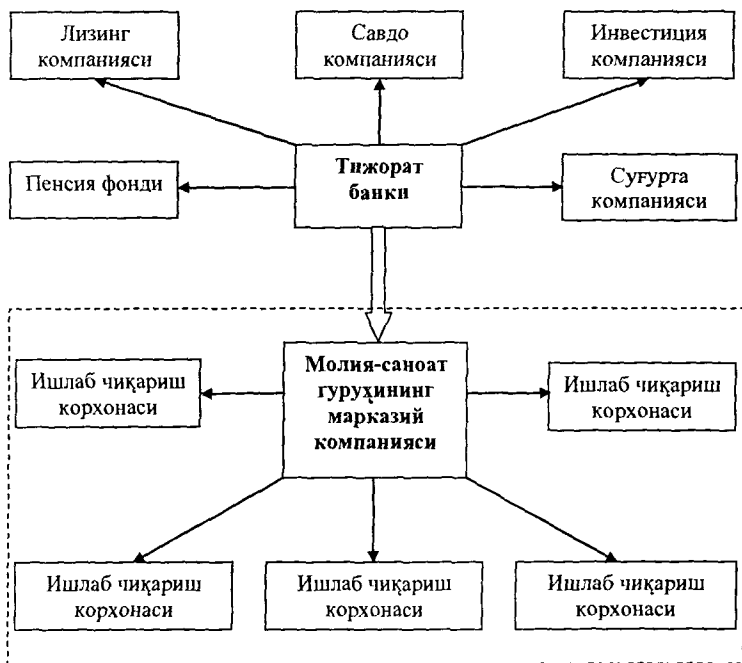 Лизинг
компанияси
Савдо
компанияси
Инвестиция
компанияси
Пенсия фонди
Тижорат
банки
Суғурта
компанияси
Молия-саноат
гуруҳининг
марказий
компанияси
Ишлаб чиқариш
корхонаси
Ишлаб чиқариш
корхонаси
Ишлаб чиқариш
корхонаси
Ишлаб чиқариш
корхонаси
Ишлаб чиқариш
корхонаси